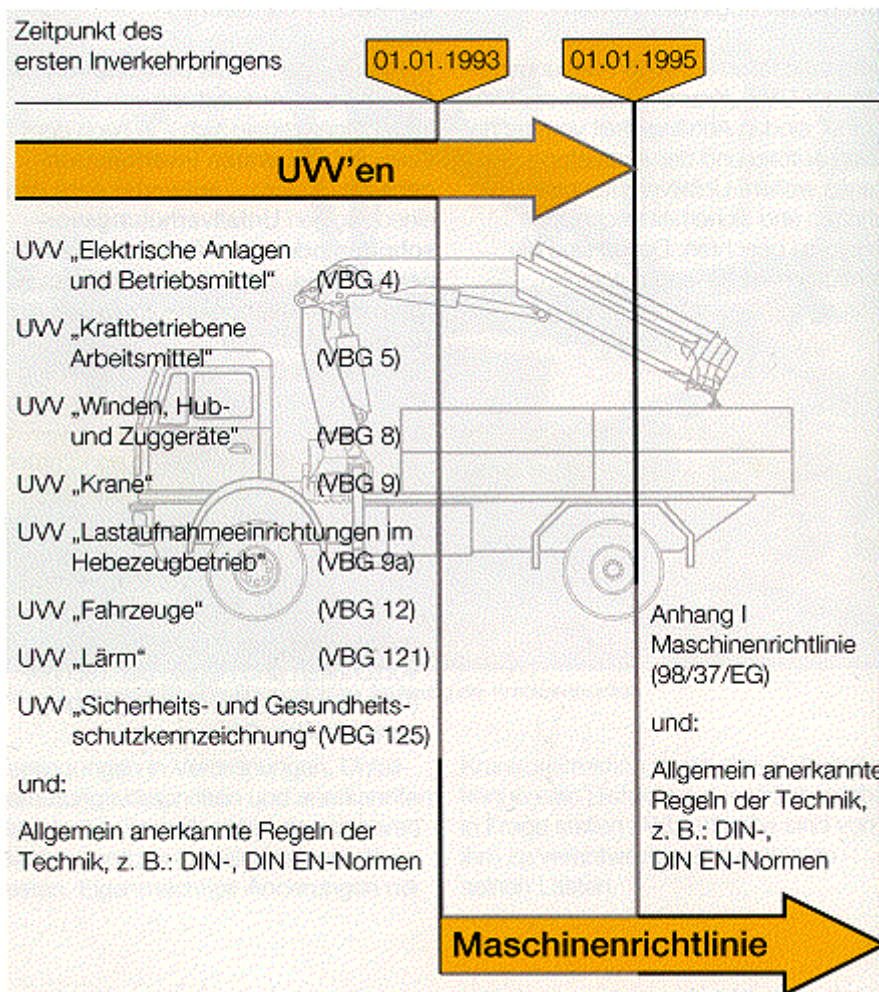 Zeitpunkt des
ersten Inverkehrbringens
01.01.1993
01.01.1995
UVV'en
UVV „Elektrische Anlagen
und Betriebsmittel“ (VBG 4)
UVV „Kraftbetriebene
Arbeitsmittel“ (VBG 5)
UVV „Winden, Hub-
und Zuggeräte“ (VBG 8)
UVV „Krane“ (VBG 9)
UVV „Lastaufnahmeeinrichtungen im
Hebezeugbetrieb“ (VBG 9a)
UVV „Fahrzeuge“ (VBG 12)
UVV „Lärm“ (VBG 121)
UVV „Sicherheits- und Gesundheits-
schutzkennzeichnung“ (VBG 125)
und:
Allgemein anerkannte Regeln der
Technik, z. B.: DIN-, DIN EN-Normen
Anhang I
Maschinenrichtlinie
(98/37/EG)
und:
Allgemein anerkannte
Regeln der Technik,
z. B.: DIN-,
DIN EN-Normen
Maschinenrichtlinie